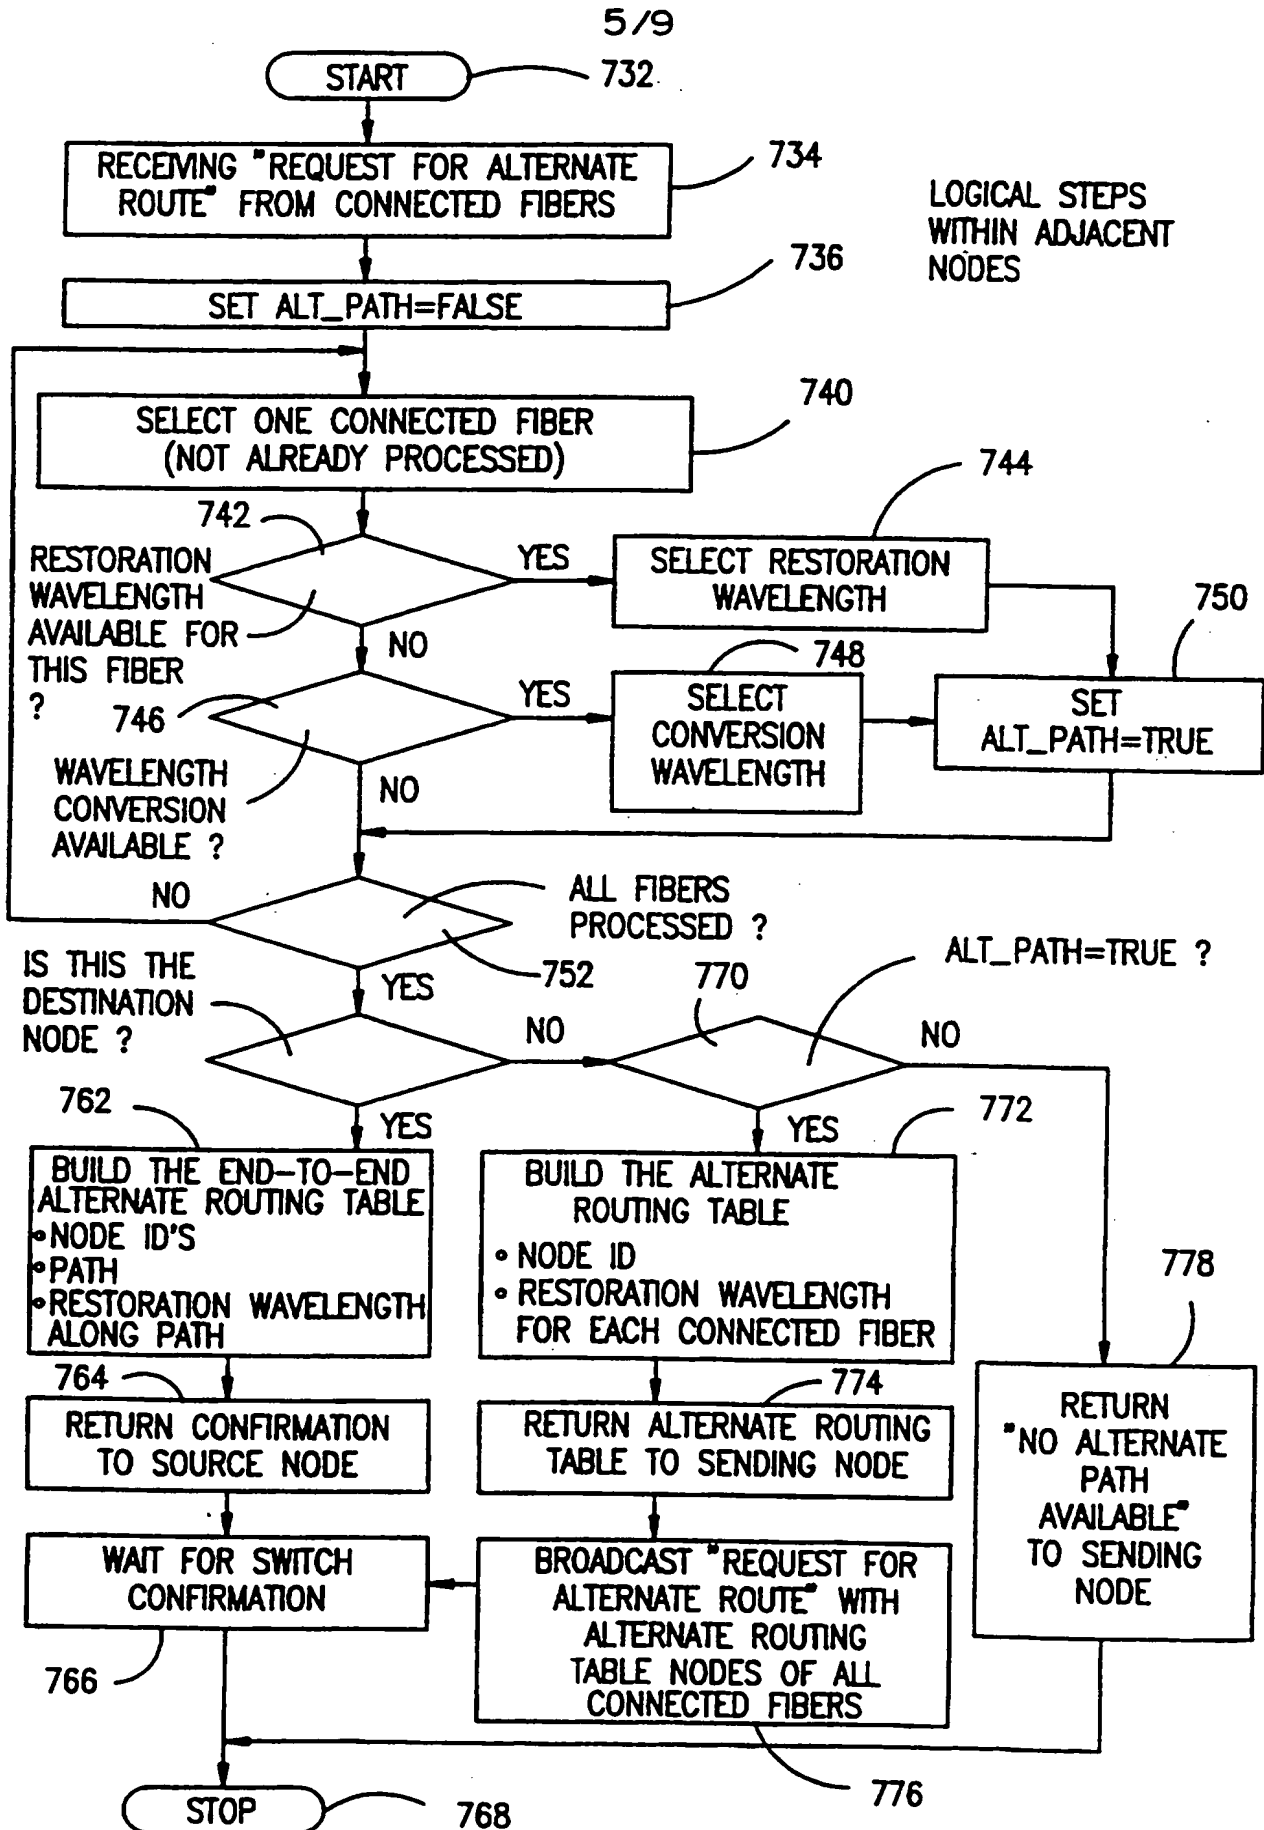 5/9
START
732
RECEIVING "REQUEST FOR ALTERNATE
ROUTE" FROM CONNECTED FIBERS
734
LOGICAL STEPS
WITHIN ADJACENT
NODES
SET ALT_PATH=FALSE
736
SELECT ONE CONNECTED FIBER
(NOT ALREADY PROCESSED)
740
742
RESTORATION
WAVELENGTH
AVAILABLE FOR
THIS FIBER
?
YES
NO
SELECT RESTORATION
WAVELENGTH
744
746
WAVELENGTH
CONVERSION
AVAILABLE ?
YES
NO
SELECT
CONVERSION
WAVELENGTH
748
SET
ALT_PATH=TRUE
750
NO
ALL FIBERS
PROCESSED ?
752
YES
IS THIS THE
DESTINATION
NODE ?
NO
770
ALT_PATH=TRUE ?
NO
762
YES
YES
772
BUILD THE END-TO-END
ALTERNATE ROUTING TABLE
•NODE ID'S
•PATH
•RESTORATION WAVELENGTH
ALONG PATH
BUILD THE ALTERNATE
ROUTING TABLE
• NODE ID
• RESTORATION WAVELENGTH
FOR EACH CONNECTED FIBER
778
764
RETURN CONFIRMATION
TO SOURCE NODE
774
RETURN ALTERNATE ROUTING
TABLE TO SENDING NODE
RETURN
"NO ALTERNATE
PATH
AVAILABLE"
TO SENDING
NODE
WAIT FOR SWITCH
CONFIRMATION
766
BROADCAST "REQUEST FOR
ALTERNATE ROUTE" WITH
ALTERNATE ROUTING
TABLE NODES OF ALL
CONNECTED FIBERS
776
STOP
768